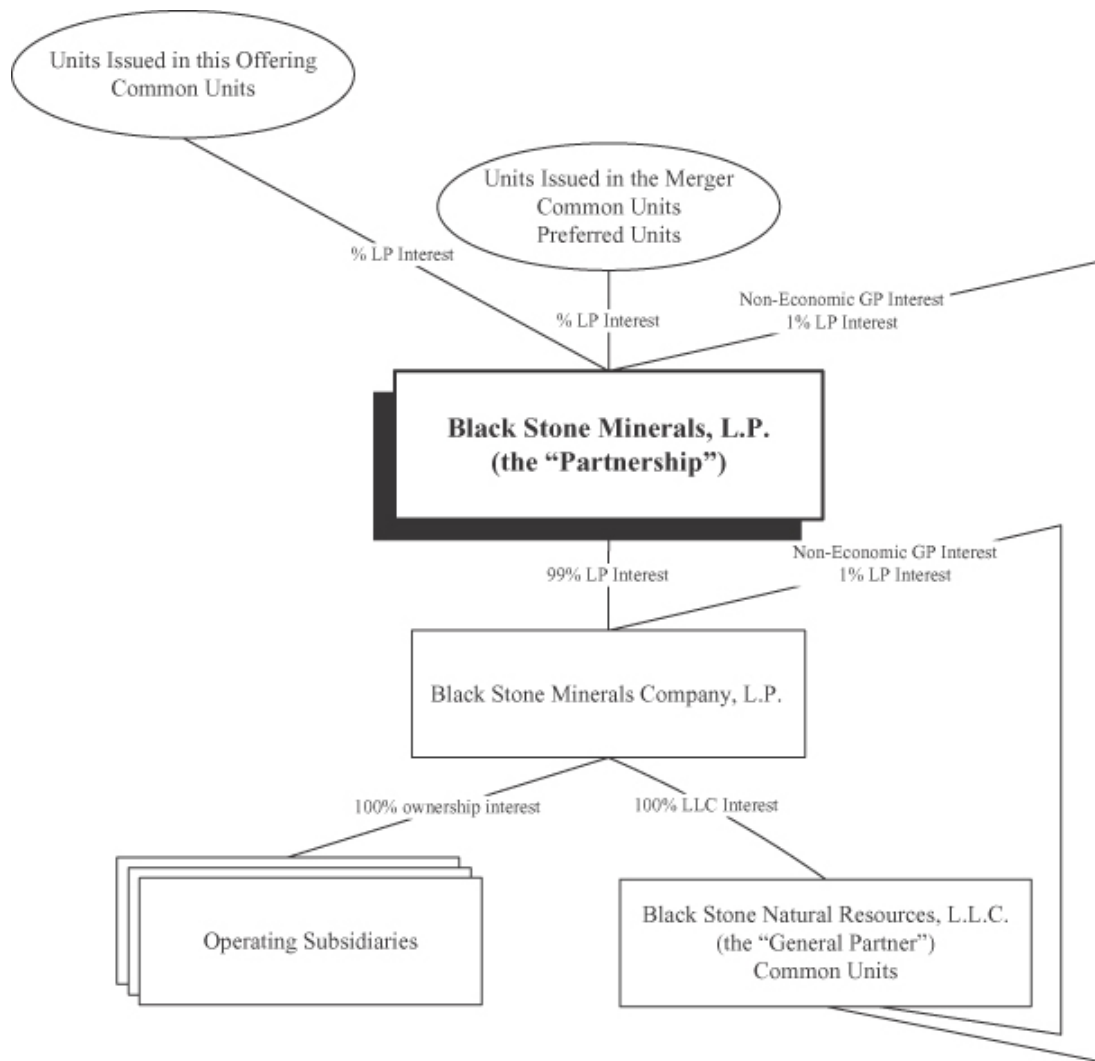 Units Issued in this Offering
Common Units
Units Issued in the Merger
Common Units
Preferred Units
% LP Interest
% LP Interest
Non-Economic GP Interest
1% LP Interest
Black Stone Minerals, L.P.
(the “Partnership”)
99% LP Interest
Non-Economic GP Interest
1% LP Interest
Black Stone Minerals Company, L.P.
100% ownership interest
100% LLC Interest
Operating Subsidiaries
Black Stone Natural Resources, L.L.C.
(the “General Partner”)
Common Units